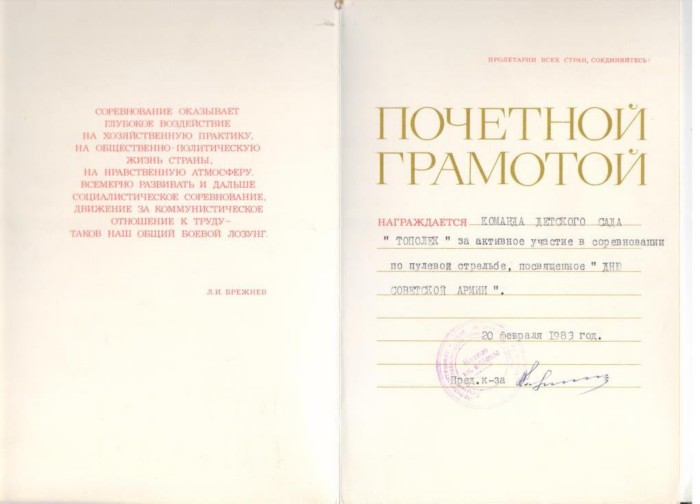 СОРЕВНОВАНИЕ ОКАЗЫВАЕТ
ГЛУБОКОЕ ВОЗДЕЙСТВИЕ
НА ХОЗЯЙСТВЕННУЮ ПРАКТИКУ,
НА ОБЩЕСТВЕННО-ПОЛИТИЧЕСКУЮ
ЖИЗНЬ СТРАНЫ,
НА НРАВСТВЕННУЮ АТМОСФЕРУ.
ВСЕМЕРНО РАЗВИВАТЬ И ДАЛЬШЕ
СОЦИАЛИСТИЧЕСКОЕ СОРЕВНОВАНИЕ,
ДВИЖЕНИЕ ЗА КОММУНИСТИЧЕСКОЕ
ОТНОШЕНИЕ К ТРУДУ-
ТАКОВ НАШ ОБЩИЙ БОЕВОЙ ЛОЗУНГ.
Л.И. БРЕЖНЕВ
ПРОЛЕТАРИИ ВСЕХ СТРАН, СОЕДИНЯЙТЕСЬ!
ПОЧЕТНОЙ
ГРАМОТОЙ
НАГРАЖДАЕТСЯ КОМАНДА ДЕТСКОГО САДА
" ТОПОЛЕК " за активное участие в соревновании
по пулевой стрельбе, посвященное " ДНЮ
СОВЕТСКОЙ АРМИИ ".
20 февраля 1983 год.
Пред.к-за